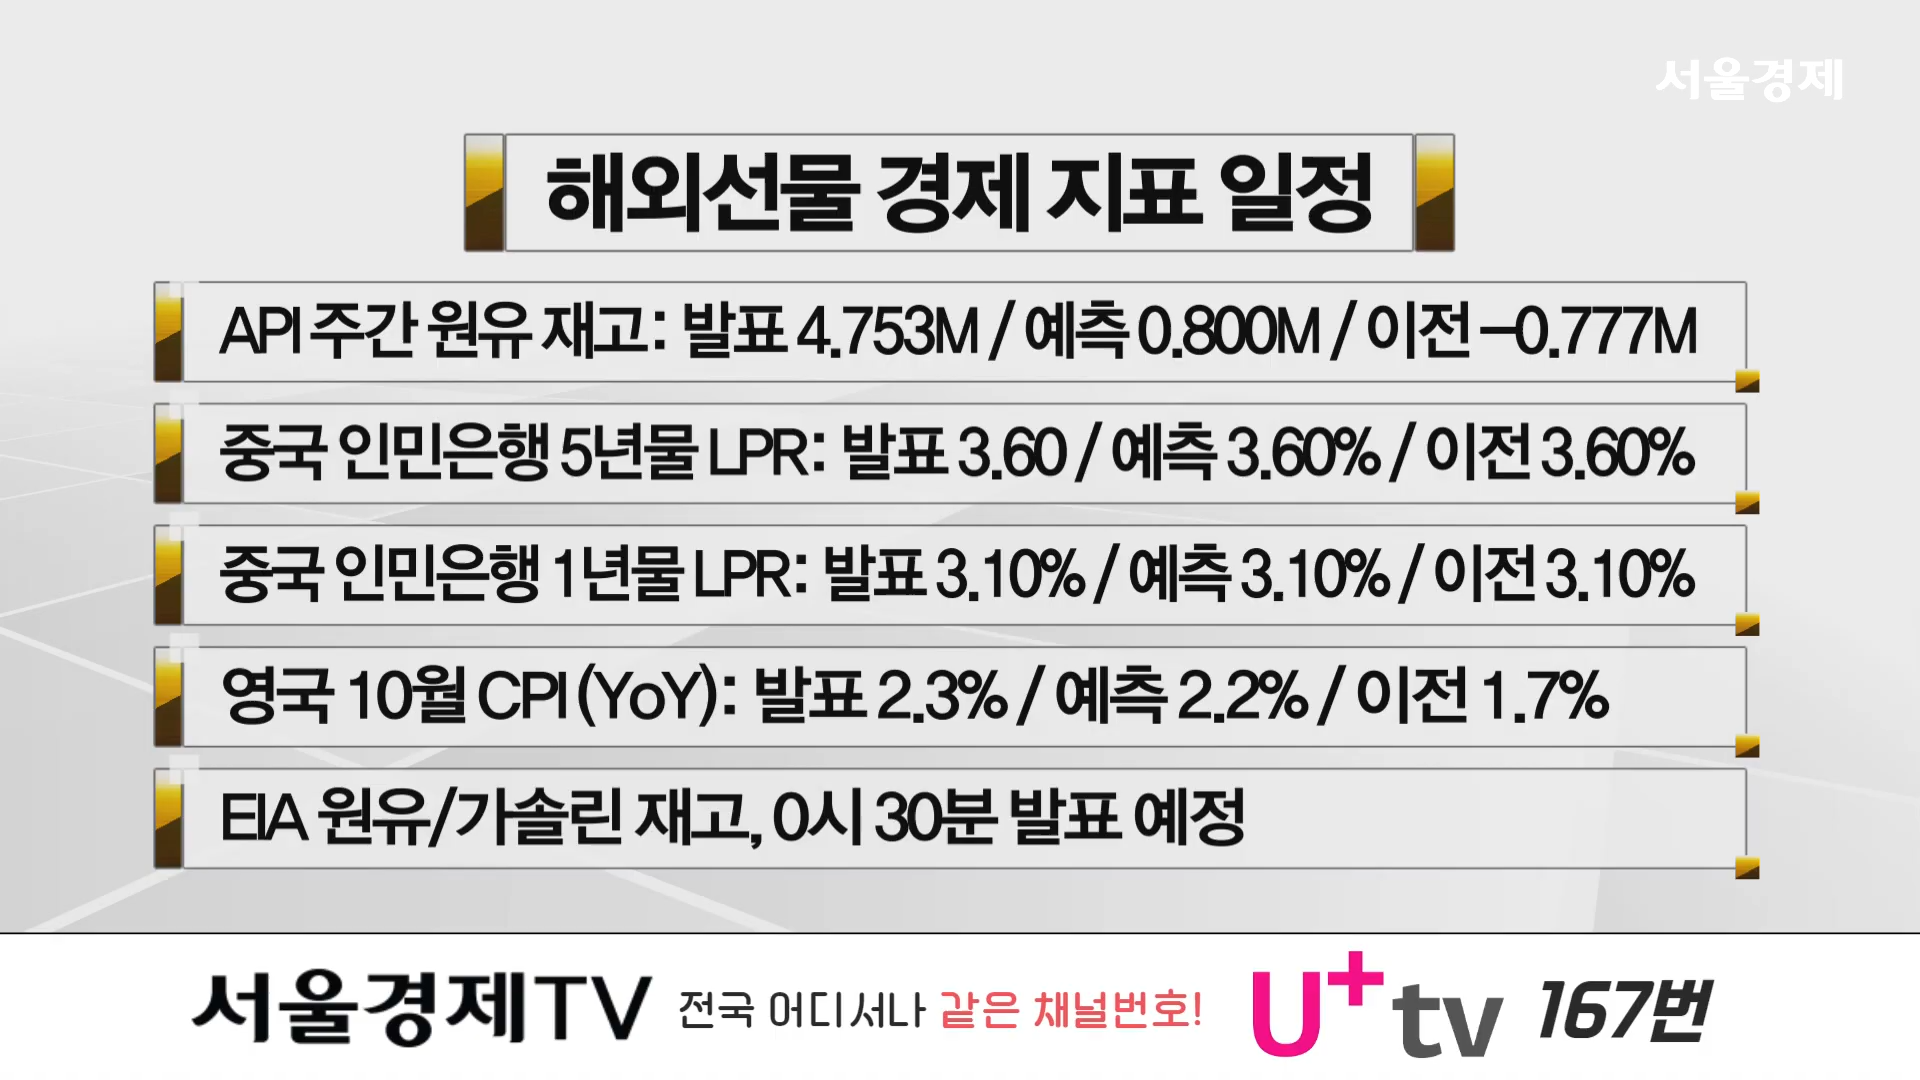 서울경제
해외선물 경제 지표 일정
API 주간 원유 재고: 발표 4.753M / 예측 0.800M / 이전 -0.777M
중국 인민은행 5년물 LPR: 발표 3.60 / 예측 3.60% / 이전 3.60%
중국 인민은행 1년물 LPR: 발표 3.10% / 예측 3.10% / 이전 3.10%
영국 10월 CPI (YoY): 발표 2.3% / 예측 2.2% / 이전 1.7%
EIA 원유/가솔린 재고, 0시 30분 발표 예정
서울경제TV 전국 어디서나 같은 채널번호! U+tv 167번